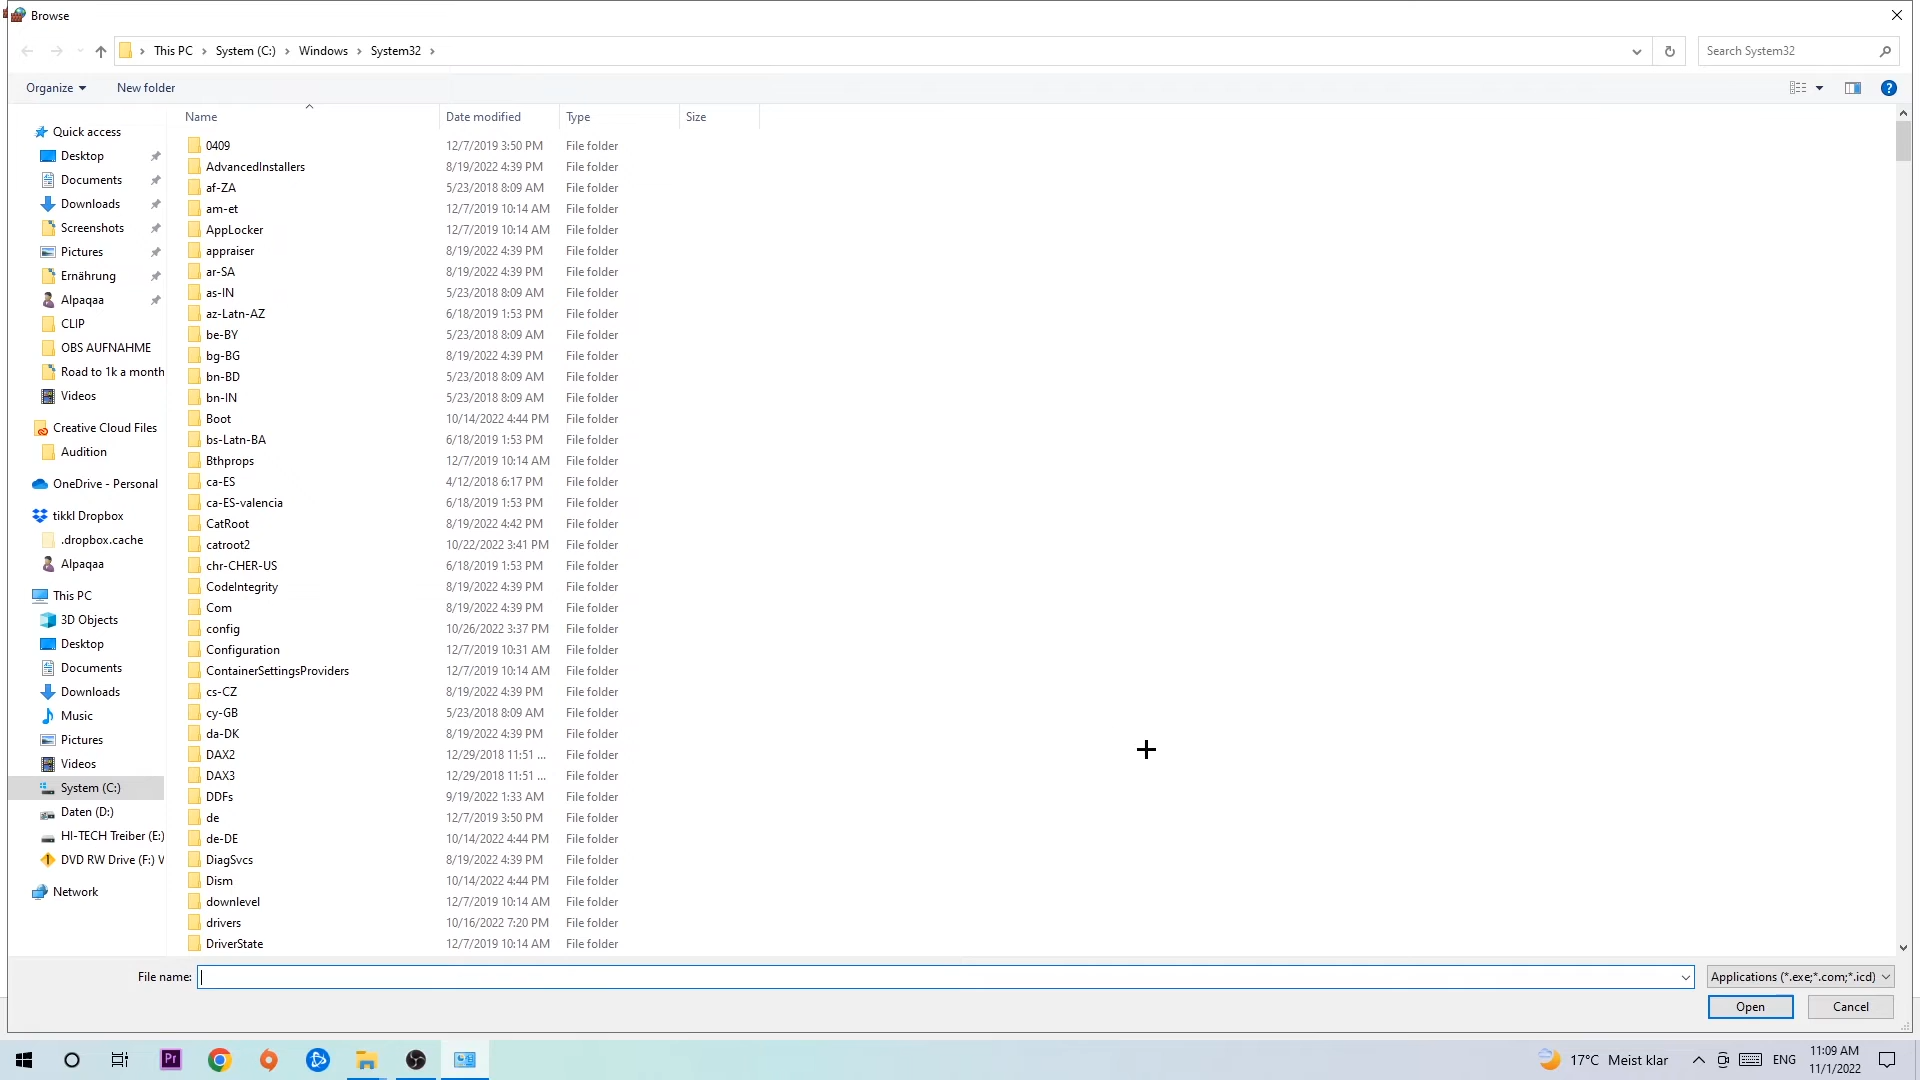 Browse
This PC System (C:) Windows System32
Search System32
Organize New folder
Name Date modified Type Size
Quick access
Desktop
Documents
Downloads
Screenshots
Pictures
Ernährung
Alpaqaa
CLIP
OBS AUFNAHME
Road to 1k a month
Videos
Creative Cloud Files
Audition
OneDrive - Personal
tikkl Dropbox
.dropbox.cache
Alpaqaa
This PC
3D Objects
Desktop
Documents
Downloads
Music
Pictures
Videos
System (C:)
Daten (D:)
HI-TECH Treiber (E:)
DVD RW Drive (F:) V
Network
0409 12/7/2019 3:50 PM File folder
AdvancedInstallers 8/19/2022 4:39 PM File folder
af-ZA 5/23/2018 8:09 AM File folder
am-et 12/7/2019 10:14 AM File folder
AppLocker 12/7/2019 10:14 AM File folder
appraiser 8/19/2022 4:39 PM File folder
ar-SA 8/19/2022 4:39 PM File folder
as-IN 5/23/2018 8:09 AM File folder
az-Latn-AZ 6/18/2019 1:53 PM File folder
be-BY 5/23/2018 8:09 AM File folder
bg-BG 8/19/2022 4:39 PM File folder
bn-BD 5/23/2018 8:09 AM File folder
bn-IN 5/23/2018 8:09 AM File folder
Boot 10/14/2022 4:44 PM File folder
bs-Latn-BA 6/18/2019 1:53 PM File folder
Bthprops 12/7/2019 10:14 AM File folder
ca-ES 4/12/2018 6:17 PM File folder
ca-ES-valencia 6/18/2019 1:53 PM File folder
CatRoot 8/19/2022 4:42 PM File folder
catroot2 10/22/2022 3:41 PM File folder
chr-CHER-US 6/18/2019 1:53 PM File folder
CodeIntegrity 8/19/2022 4:39 PM File folder
Com 8/19/2022 4:39 PM File folder
config 10/26/2022 3:37 PM File folder
Configuration 12/7/2019 10:31 AM File folder
ContainerSettingsProviders 12/7/2019 10:14 AM File folder
cs-CZ 8/19/2022 4:39 PM File folder
cy-GB 5/23/2018 8:09 AM File folder
da-DK 8/19/2022 4:39 PM File folder
DAX2 12/29/2018 11:51 ... File folder
DAX3 12/29/2018 11:51 ... File folder
DDFs 9/19/2022 1:33 AM File folder
de 12/7/2019 3:50 PM File folder
de-DE 10/14/2022 4:44 PM File folder
DiagSvcs 8/19/2022 4:39 PM File folder
Dism 10/14/2022 4:44 PM File folder
downlevel 12/7/2019 10:14 AM File folder
drivers 10/16/2022 7:20 PM File folder
DriverState 12/7/2019 10:14 AM File folder
File name: Applications (*.exe;*.com;*.icd)
Open Cancel
Pr
17°C Meist klar ENG
11:09 AM
11/1/2022